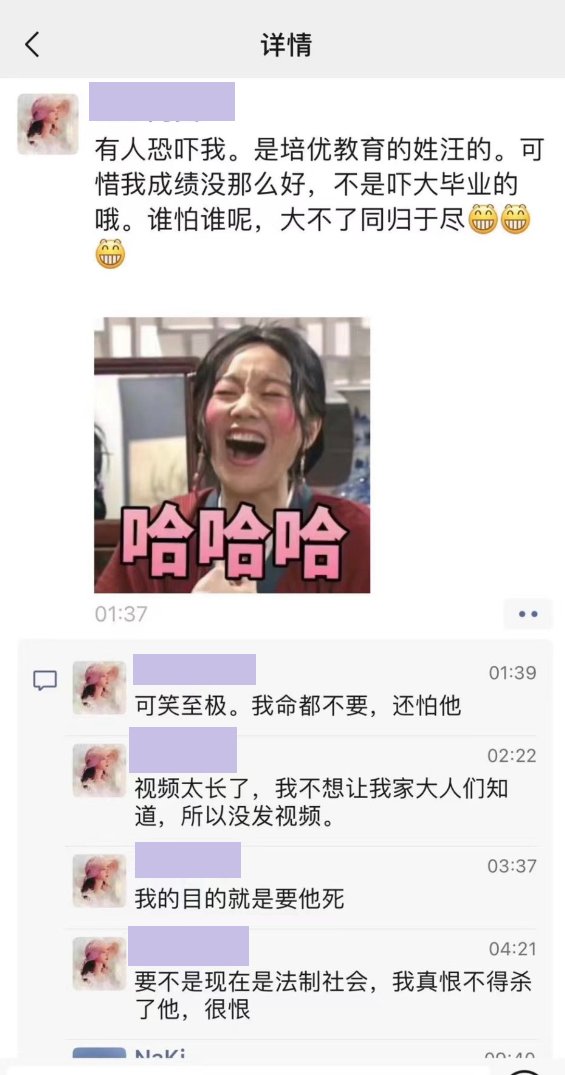 详情
有人恐吓我。是培优教育的姓汪的。可
惜我成绩没那么好，不是吓大毕业的
哦。谁怕谁呢，大不了同归于尽😁😁
😁
哈哈哈
01:37
01:39
可笑至极。我命都不要，还怕他
02:22
视频太长了，我不想让我家大人们知
道，所以没发视频。
03:37
我的目的就是要他死
04:21
要不是现在是法制社会，我真恨不得杀
了他，很恨
NaKi